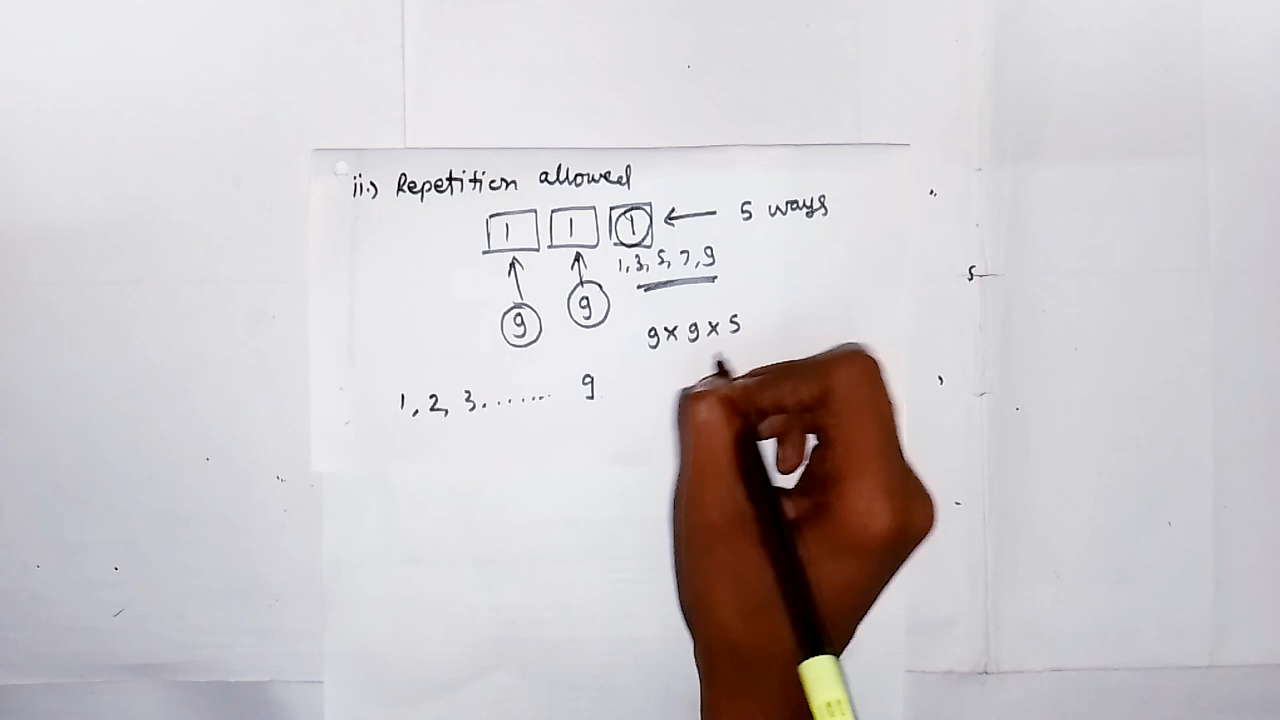 ii.) Repetition allowed
1 1 1 ← 5 ways
1, 3, 5, 7, 9
9 9
9 × 9 × 5
1, 2, 3. ....... 9